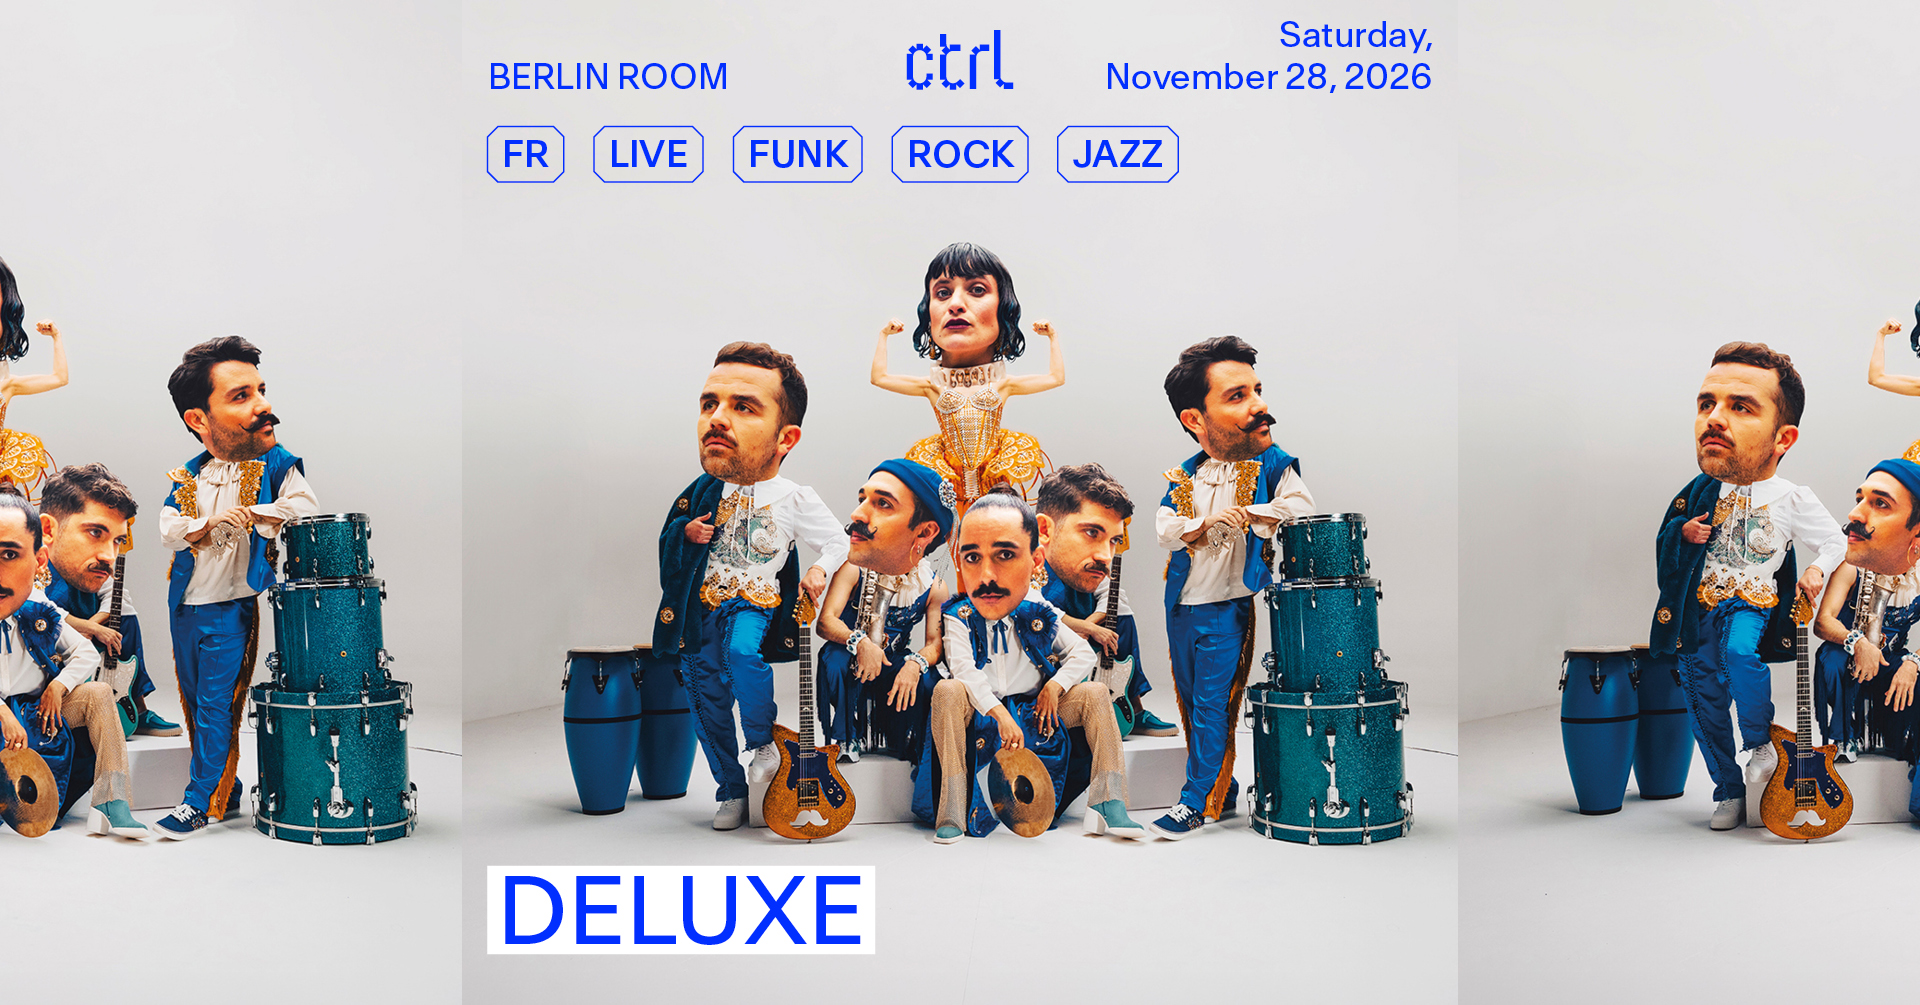 BERLIN ROOM
ctrl
Saturday,
November 28, 2026
FR LIVE FUNK ROCK JAZZ
DELUXE